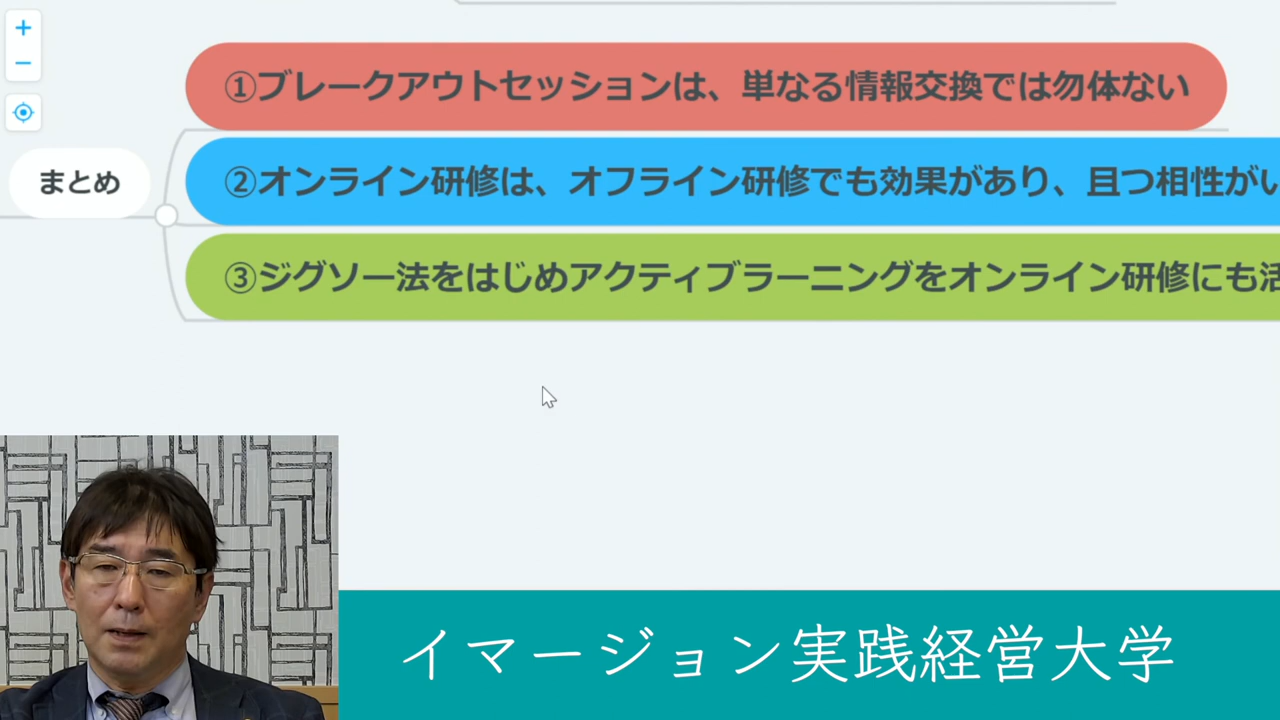 ①ブレークアウトセッションは、単なる情報交換では勿体ない
まとめ
②オンライン研修は、オフライン研修でも効果があり、且つ相性がい
③ジグソー法をはじめアクティブラーニングをオンライン研修にも活
イマージョン実践経営大学